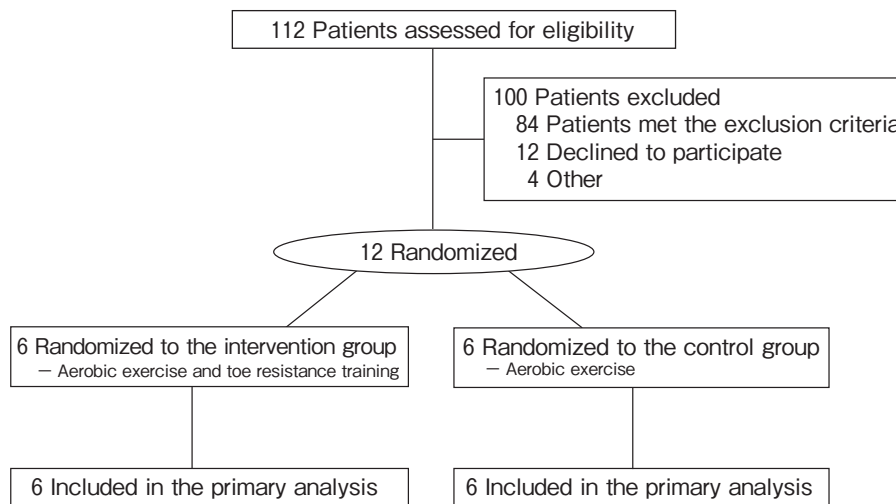 112 Patients assessed for eligibility
100 Patients excluded
84 Patients met the exclusion criteria
12 Declined to participate
4 Other
12 Randomized
6 Randomized to the intervention group
— Aerobic exercise and toe resistance training
6 Randomized to the control group
— Aerobic exercise
6 Included in the primary analysis
6 Included in the primary analysis